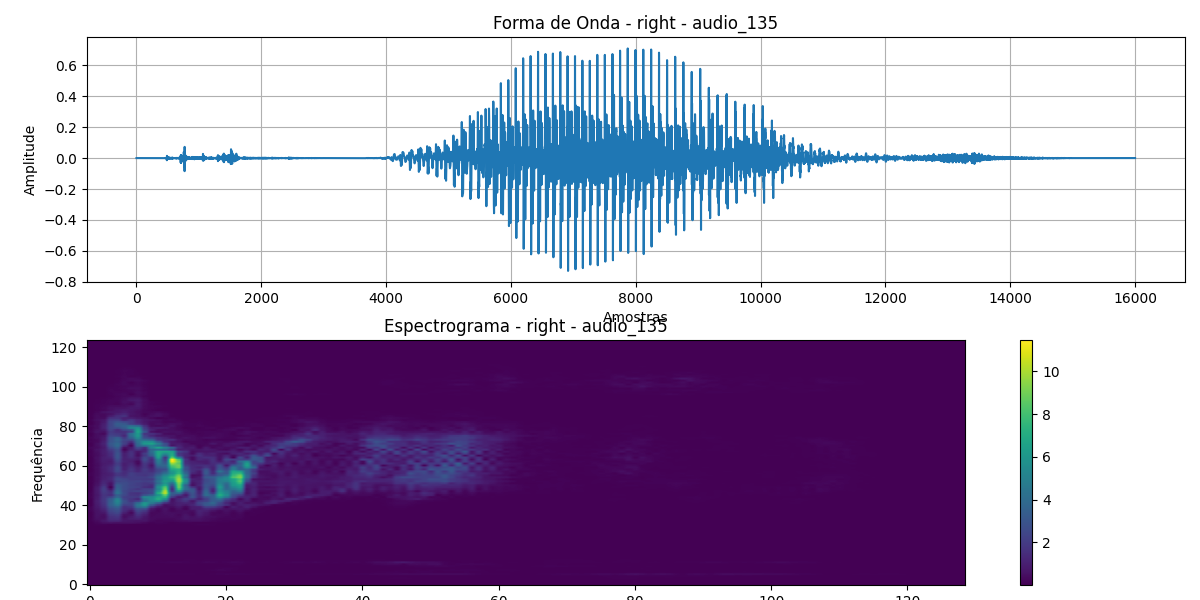 Forma de Onda - right - audio_135
Amplitude
0.6
0.4
0.2
0.0
−0.2
−0.4
−0.6
−0.8
0 2000 4000 6000 8000 10000 12000 14000 16000
Amostras
Espectrograma - right - audio_135
Frequência
120
100
80
60
40
20
0
10
8
6
4
2
0 20 40 60 80 100 120